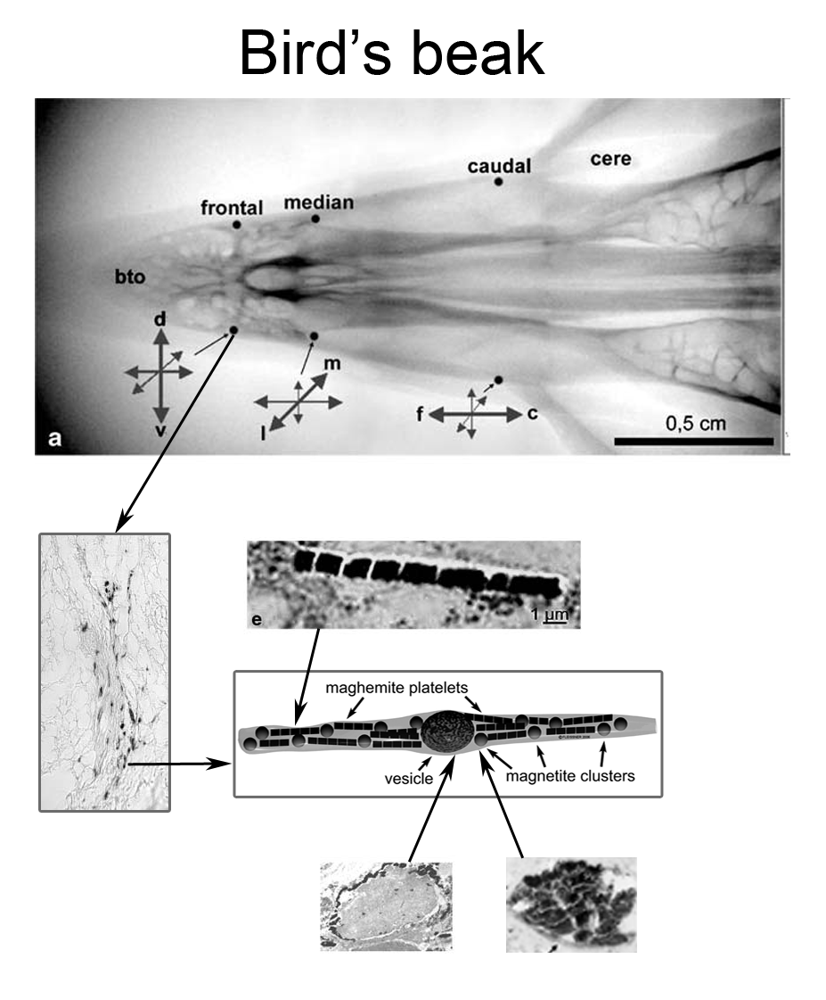 Bird's beak
caudal
cere
frontal
median
bto
d
m
f
c
v
l
0,5 cm
a
e
1 µm
maghemite platelets
vesicle
magnetite clusters